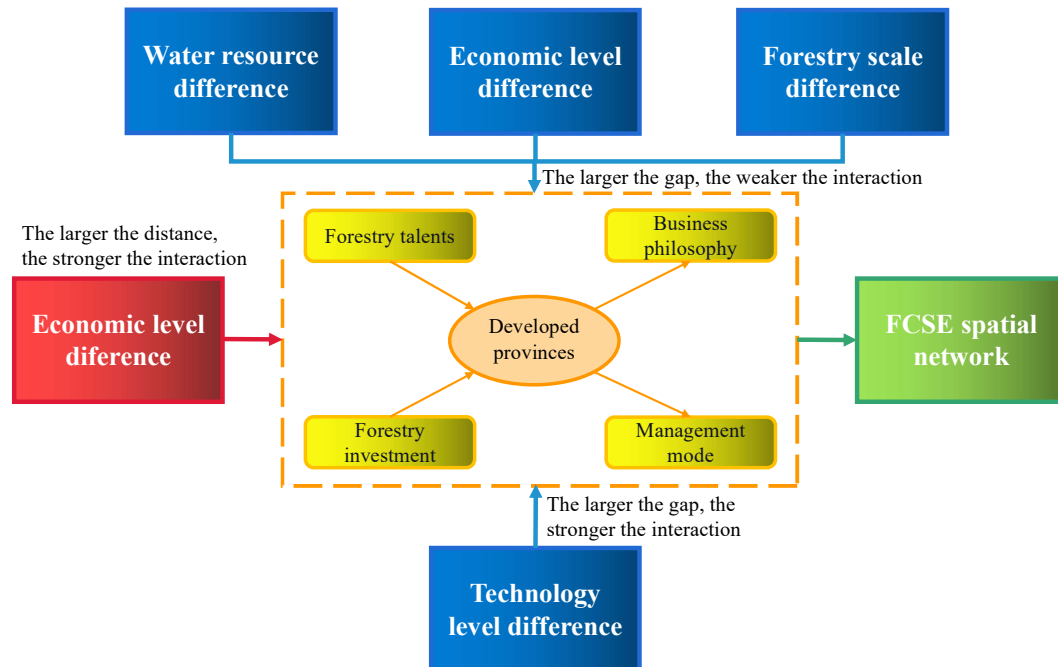 Water resource
difference
Economic level
difference
Forestry scale
difference
The larger the gap, the weaker the interaction
The larger the distance,
the stronger the interaction
Economic level
diference
Forestry talents
Business
philosophy
Developed
provinces
Forestry
investment
Management
mode
FCSE spatial
network
The larger the gap, the
stronger the interaction
Technology
level difference